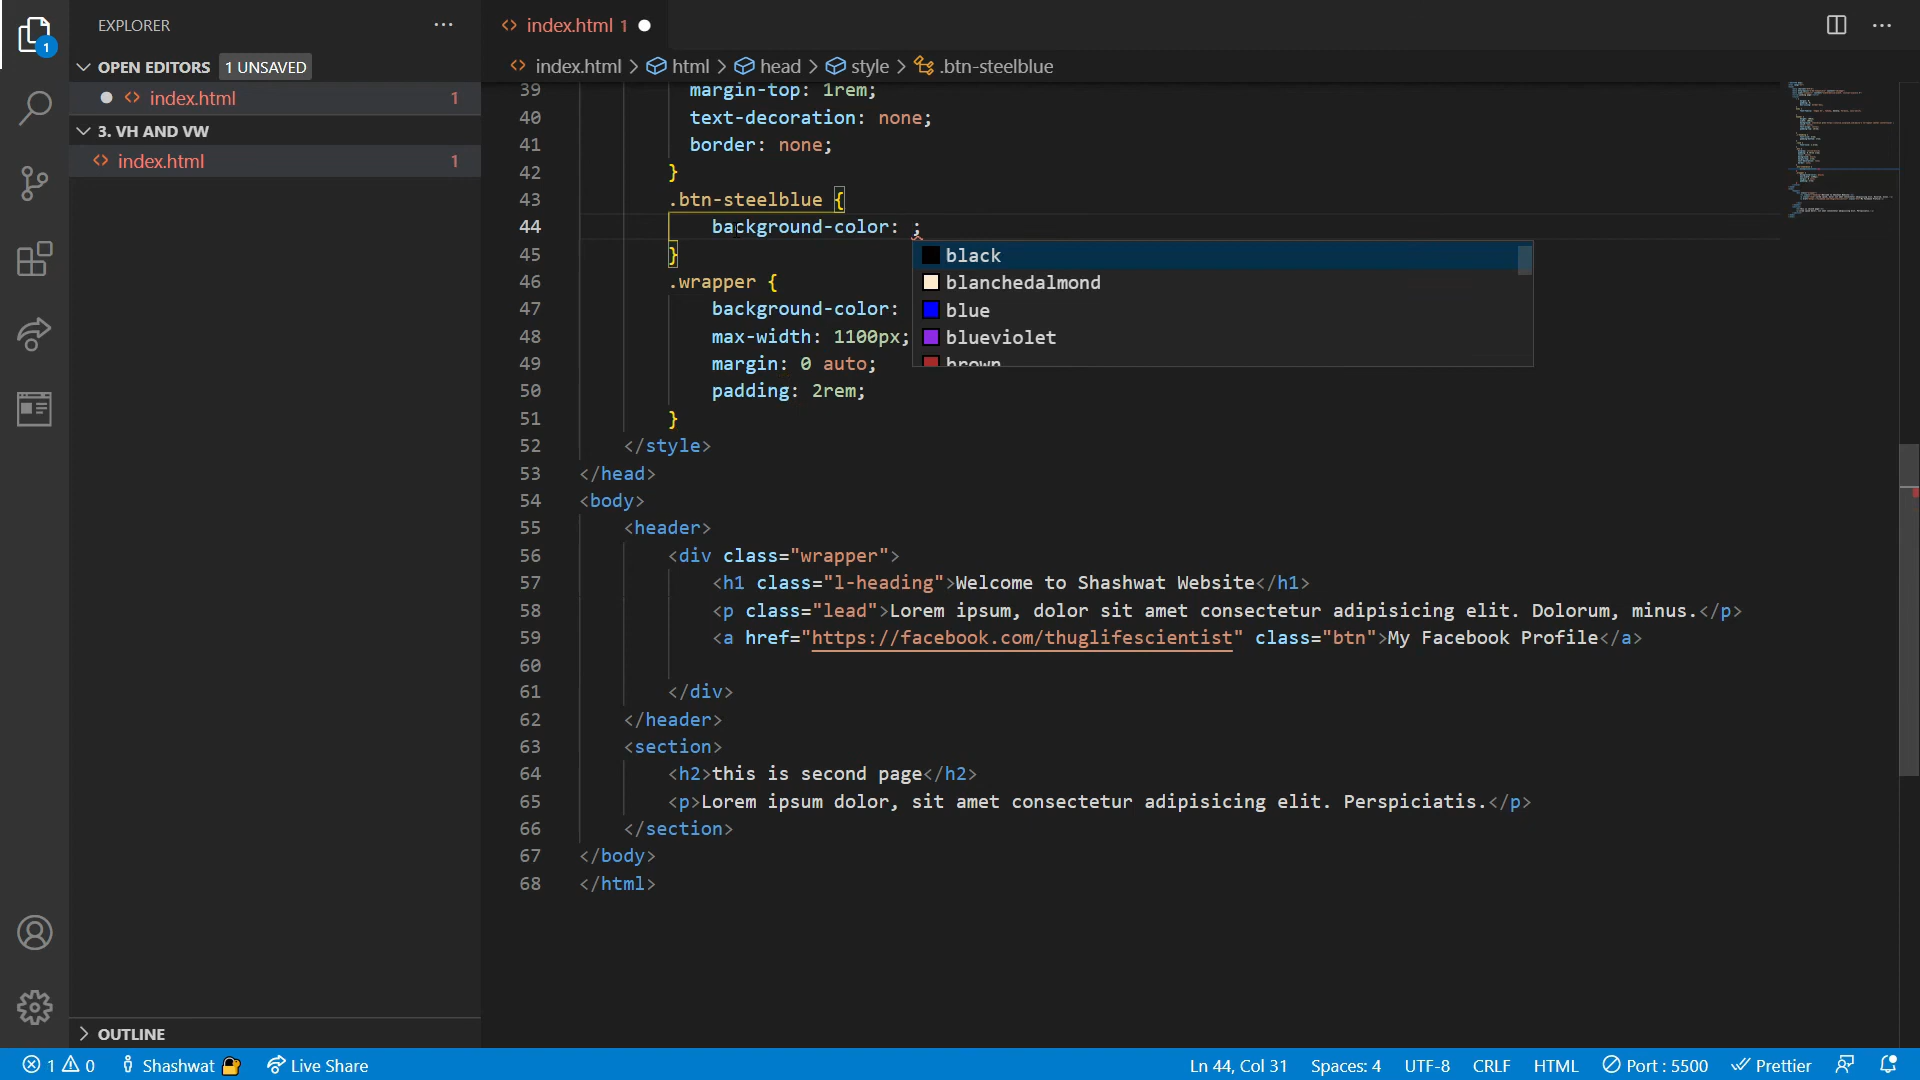 EXPLORER
OPEN EDITORS 1 UNSAVED
index.html 1
3. VH AND VW
index.html 1
OUTLINE
1
index.html 1
index.html > html > head > style > .btn-steelblue
39 margin-top: 1rem;
40 text-decoration: none;
41 border: none;
42 }
43 .btn-steelblue {
44 background-color: ;
45 }
46 .wrapper {
47 background-color:
48 max-width: 1100px;
49 margin: 0 auto;
50 padding: 2rem;
51 }
52 </style>
53 </head>
54 <body>
55 <header>
56 <div class="wrapper">
57 <h1 class="l-heading">Welcome to Shashwat Website</h1>
58 <p class="lead">Lorem ipsum, dolor sit amet consectetur adipisicing elit. Dolorum, minus.</p>
59 <a href="https://facebook.com/thuglifescientist" class="btn">My Facebook Profile</a>
60
61 </div>
62 </header>
63 <section>
64 <h2>this is second page</h2>
65 <p>Lorem ipsum dolor, sit amet consectetur adipisicing elit. Perspiciatis.</p>
66 </section>
67 </body>
68 </html>
black
blanchedalmond
blue
blueviolet
brown
1 0 Shashwat Live Share Ln 44, Col 31 Spaces: 4 UTF-8 CRLF HTML Port : 5500 Prettier